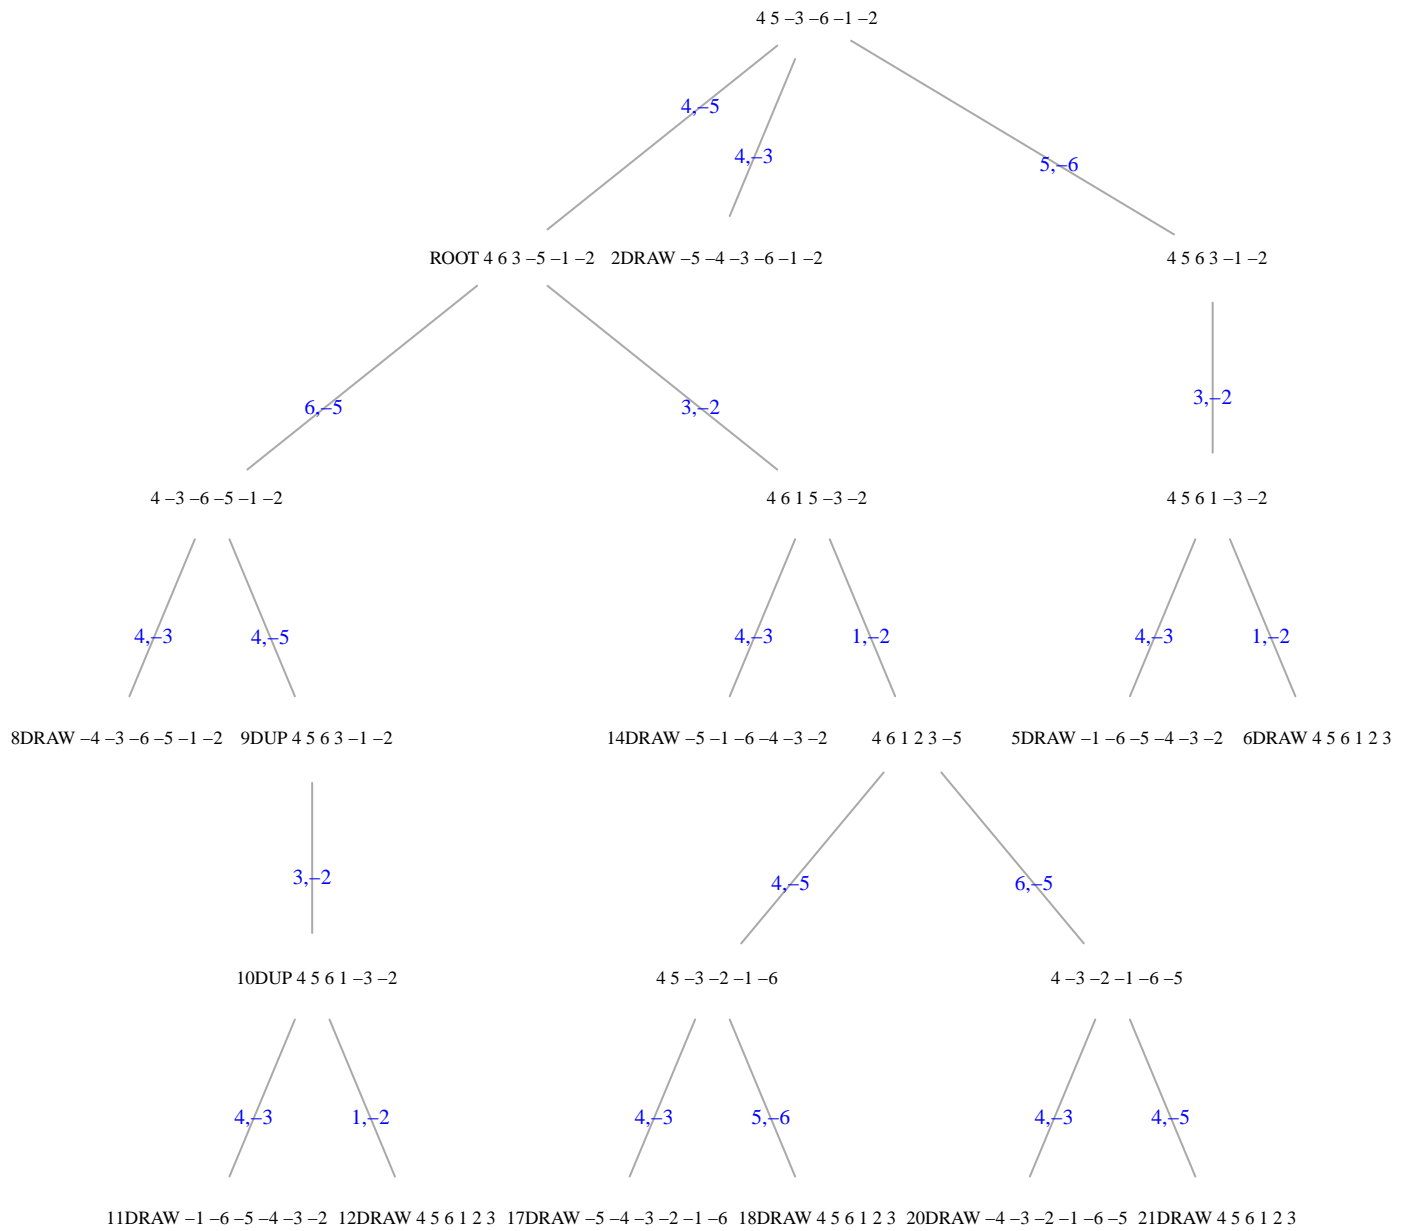 4 5 –3 –6 –1 –2
4,–5
4,–3
5,–6
ROOT 4 6 3 –5 –1 –2
2DRAW –5 –4 –3 –6 –1 –2
4 5 6 3 –1 –2
6,–5
3,–2
3,–2
4 –3 –6 –5 –1 –2
4 6 1 5 –3 –2
4 5 6 1 –3 –2
4,–3
4,–5
4,–3
1,–2
4,–3
1,–2
8DRAW –4 –3 –6 –5 –1 –2
9DUP 4 5 6 3 –1 –2
14DRAW –5 –1 –6 –4 –3 –2
4 6 1 2 3 –5
5DRAW –1 –6 –5 –4 –3 –2
6DRAW 4 5 6 1 2 3
3,–2
4,–5
6,–5
10DUP 4 5 6 1 –3 –2
4 5 –3 –2 –1 –6
4 –3 –2 –1 –6 –5
4,–3
1,–2
4,–3
5,–6
4,–3
4,–5
11DRAW –1 –6 –5 –4 –3 –2
12DRAW 4 5 6 1 2 3
17DRAW –5 –4 –3 –2 –1 –6
18DRAW 4 5 6 1 2 3
20DRAW –4 –3 –2 –1 –6 –5
21DRAW 4 5 6 1 2 3